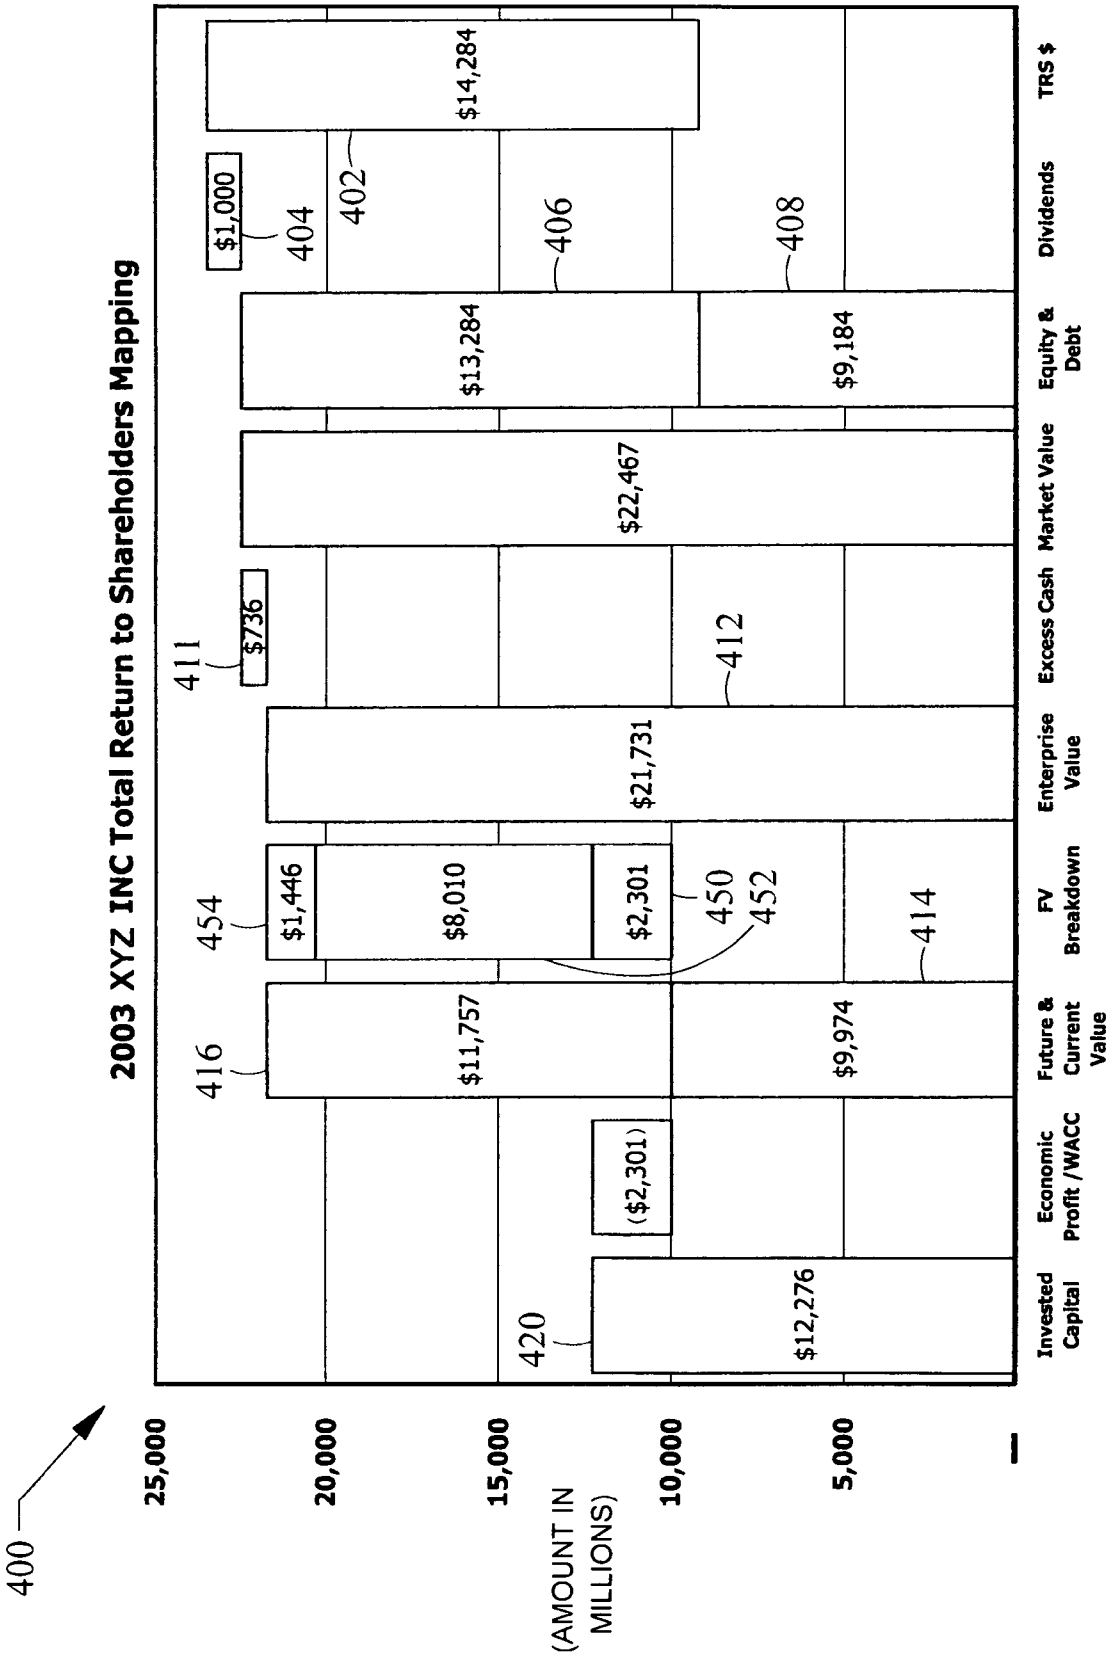 400
2003 XYZ INC Total Return to Shareholders Mapping
(AMOUNT IN
MILLIONS)
25,000
20,000
15,000
10,000
5,000
—
420
$12,276
($2,301)
416
$11,757
$9,974
414
454
$1,446
$8,010
$2,301
450
452
$21,731
412
411
$736
$22,467
$13,284
406
$9,184
408
$1,000
404
402
$14,284
Invested
Capital
Economic
Profit /WACC
Future &
Current
Value
FV
Breakdown
Enterprise
Value
Excess Cash
Market Value
Equity &
Debt
Dividends
TRS $